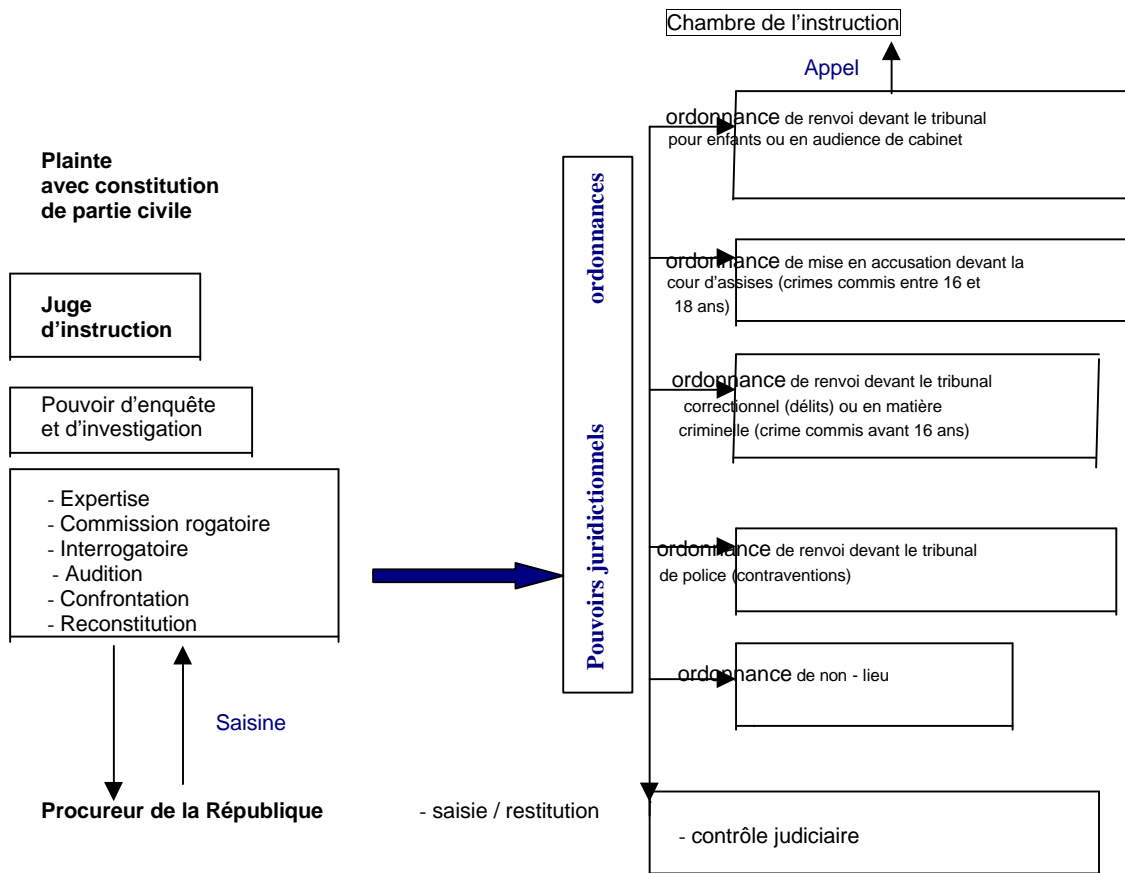 Chambre de l'instruction
Appel
ordonnance de renvoi devant le tribunal
pour enfants ou en audience de cabinet
Plainte
avec constitution
de partie civile
ordonnance de mise en accusation devant la
cour d'assises (crimes commis entre 16 et
18 ans)
Juge
d'instruction
Pouvoirs juridictionnels ordonnances
ordonnance de renvoi devant le tribunal
correctionnel (délits) ou en matière
criminelle (crime commis avant 16 ans)
Pouvoir d'enquête
et d'investigation
- Expertise
- Commission rogatoire
- Interrogatoire
- Audition
- Confrontation
- Reconstitution
ordonnance de renvoi devant le tribunal
de police (contraventions)
ordonnance de non - lieu
Saisine
Procureur de la République
- saisie / restitution
- contrôle judiciaire